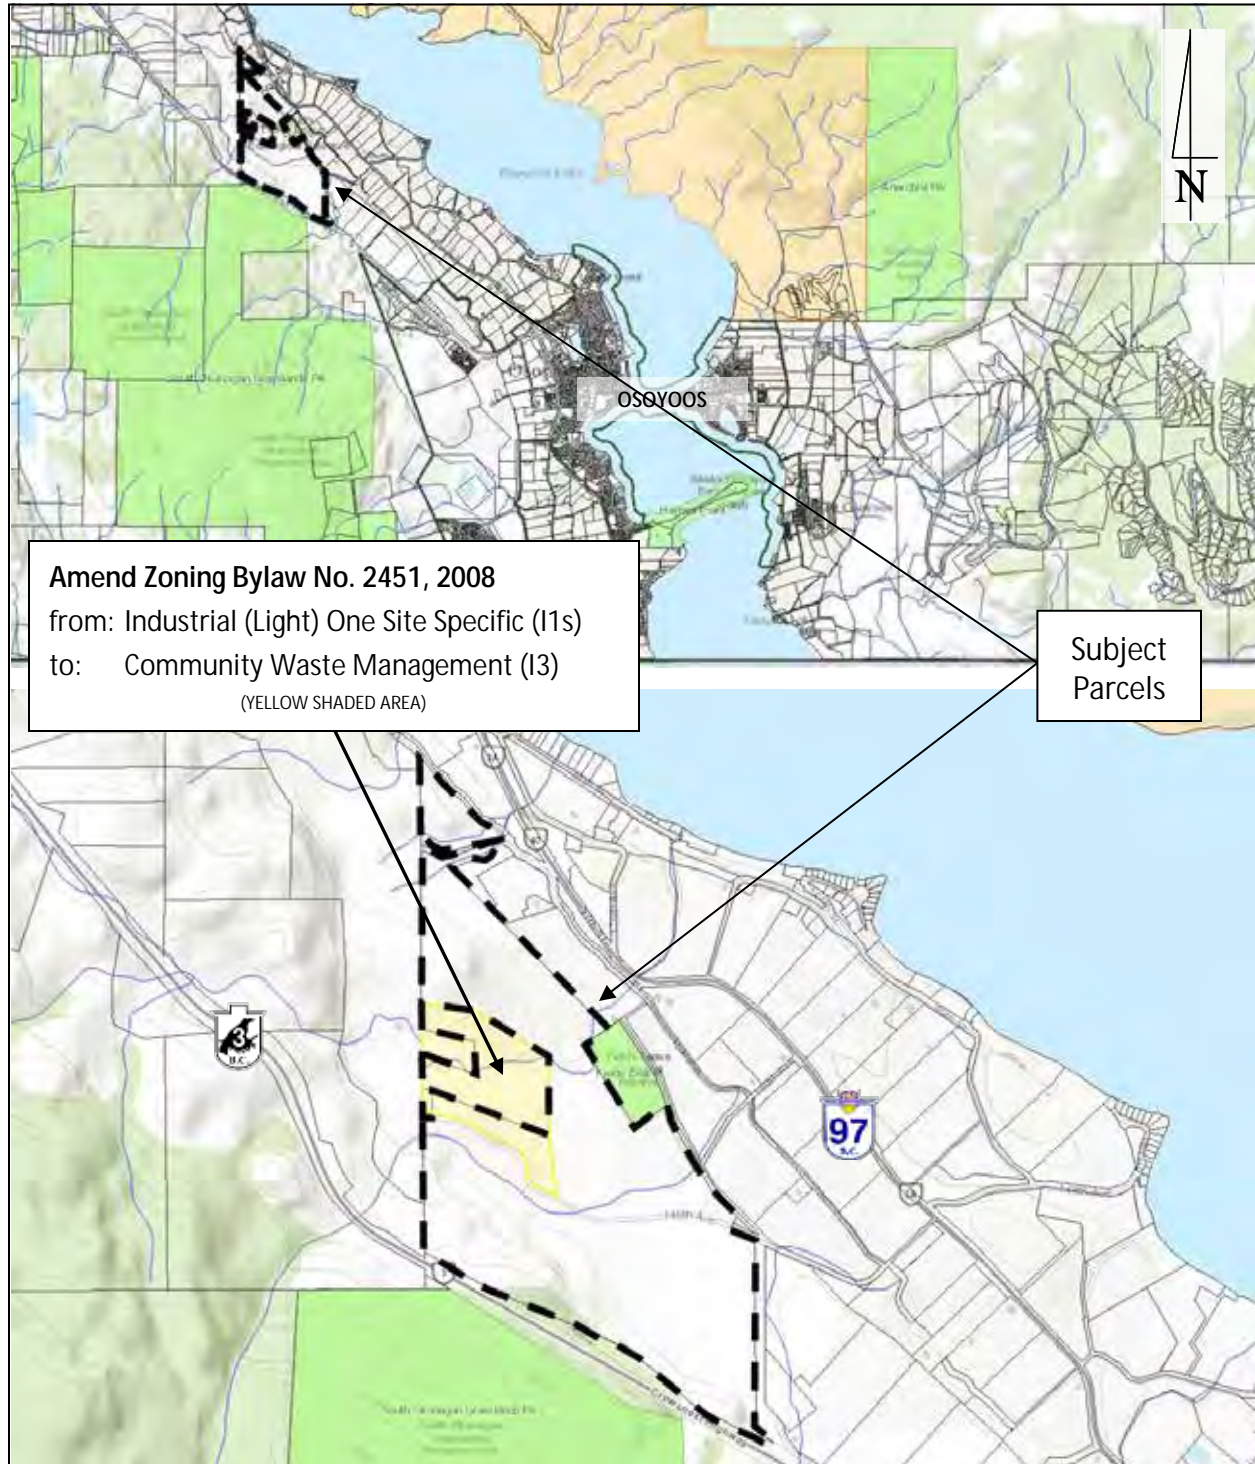 N
OSOYOOS
Amend Zoning Bylaw No. 2451, 2008
from: Industrial (Light) One Site Specific (I1s)
to: Community Waste Management (I3)
(YELLOW SHADED AREA)
Subject
Parcels
3
B.C.
97
B.C.